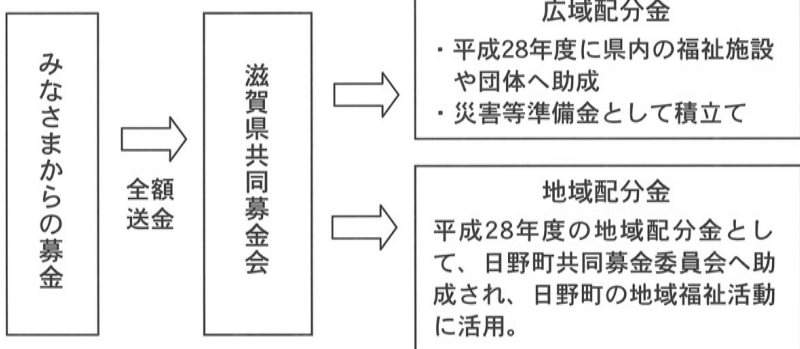 みなさまからの募金
全額
送金
滋賀県共同募金会
広域配分金
・平成28年度に県内の福祉施設
や団体へ助成
・災害等準備金として積立て
地域配分金
平成28年度の地域配分金とし
て、日野町共同募金委員会へ助
成され、日野町の地域福祉活動
に活用。